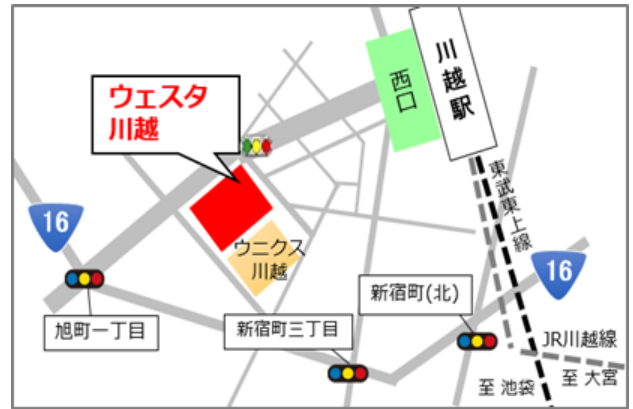 川越駅
西口
ウェスタ
川越
東武東上線
16
ウニクス
川越
16
新宿町(北)
旭町一丁目
新宿町三丁目
JR川越線
至 池袋
至 大宮